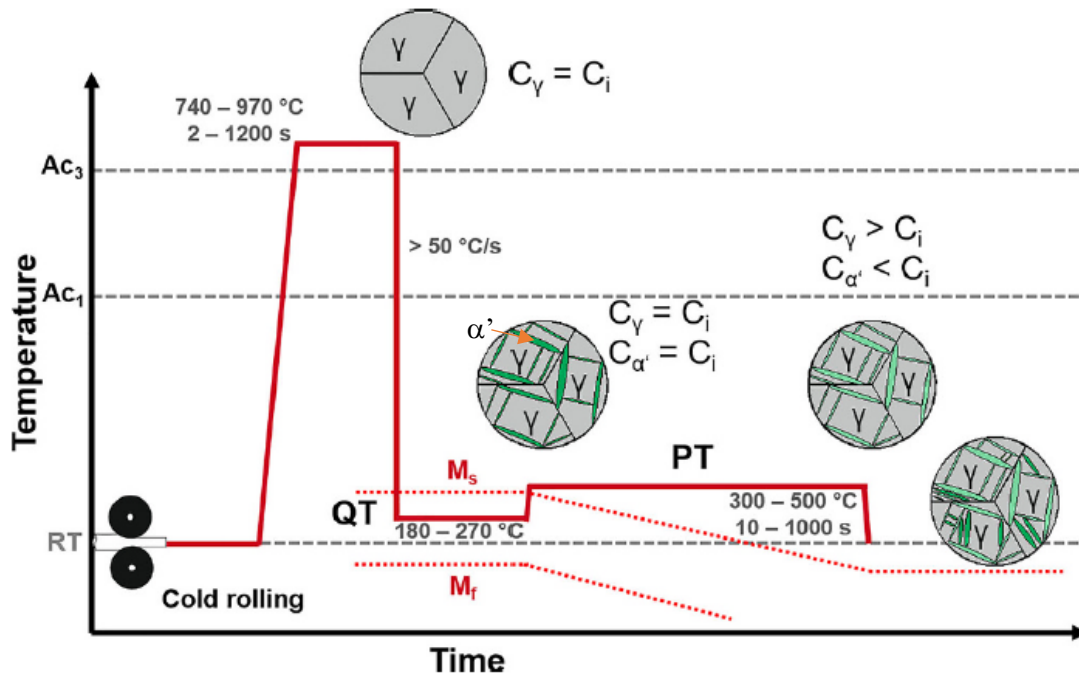 γ
γ
γ
Cγ = Ci
740 – 970 °C
2 – 1200 s
Ac3
> 50 °C/s
Cγ > Ci
Cα‘ < Ci
Ac1
Temperature
α’
Cγ = Ci
Cα‘ = Ci
γ
γ
γ
γ
γ
γ
PT
Ms
QT
180 – 270 °C
300 – 500 °C
10 – 1000 s
γ
γ
γ
RT
Mf
Cold rolling
Time